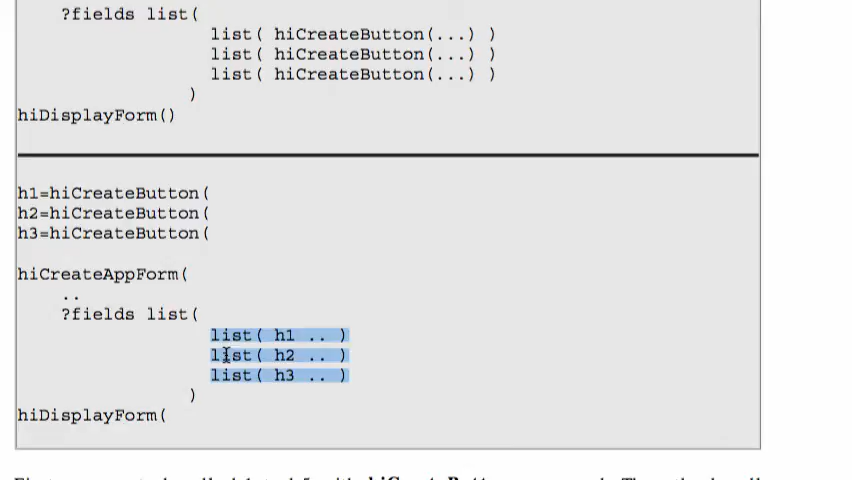 ?fields list(
list( hiCreateButton(...) )
list( hiCreateButton(...) )
list( hiCreateButton(...) )
)
hiDisplayForm()
h1=hiCreateButton(
h2=hiCreateButton(
h3=hiCreateButton(
hiCreateAppForm(
..
?fields list(
list( h1 .. )
list( h2 .. )
list( h3 .. )
)
hiDisplayForm(